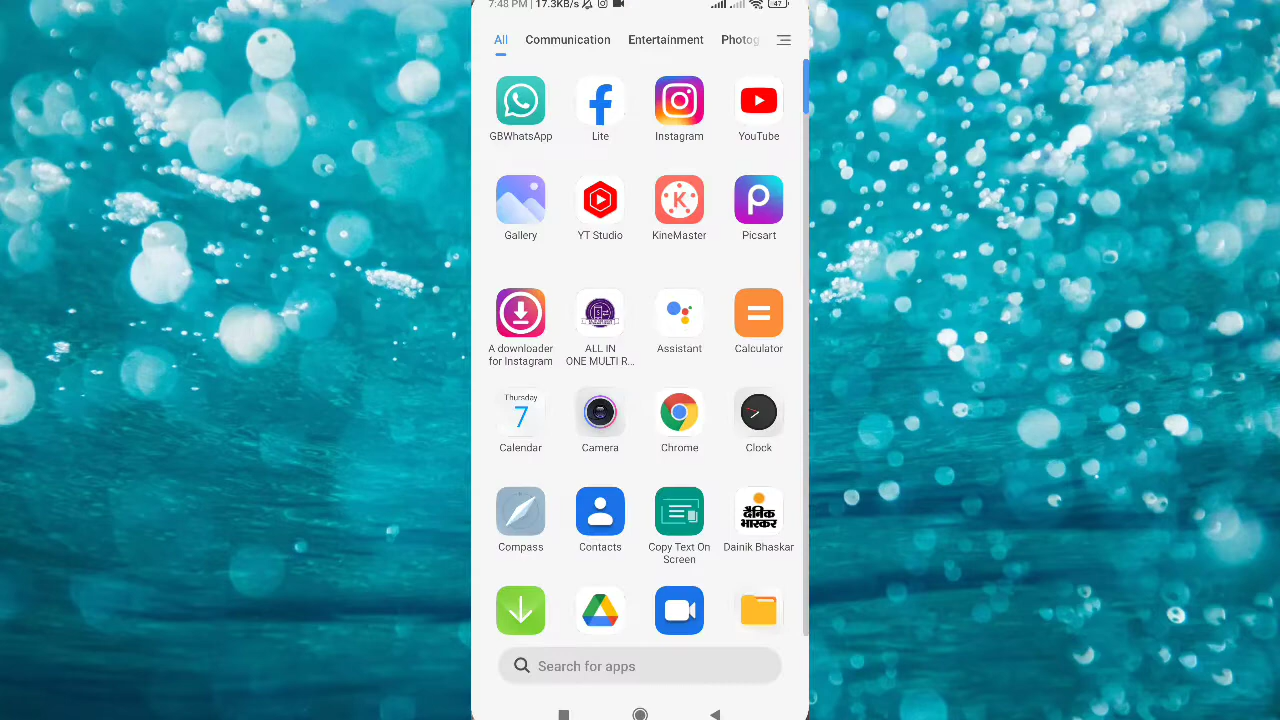 7:48 PM | 17.3KB/s 47
All Communication Entertainment Photog
GBWhatsApp Lite Instagram YouTube
Gallery YT Studio KineMaster Picsart
A downloader for Instagram
ALL IN ONE MULTI R...
Assistant Calculator
Thursday
7
Calendar Camera Chrome Clock
दैनिक
भास्कर
Compass Contacts Copy Text On Screen Dainik Bhaskar
Search for apps